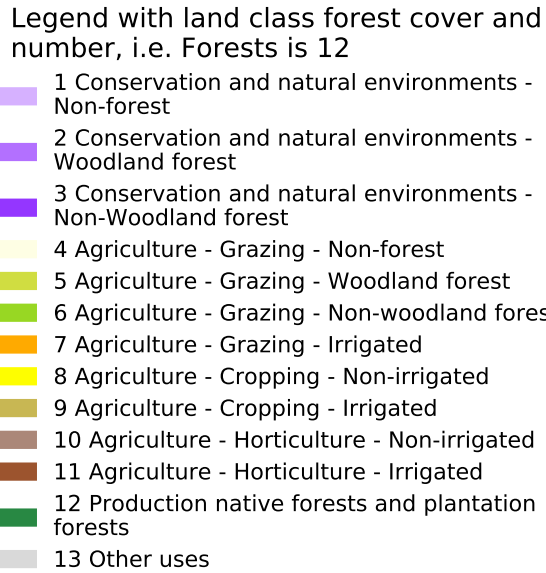 Legend with land class forest cover and
number, i.e. Forests is 12
1 Conservation and natural environments -
Non-forest
2 Conservation and natural environments -
Woodland forest
3 Conservation and natural environments -
Non-Woodland forest
4 Agriculture - Grazing - Non-forest
5 Agriculture - Grazing - Woodland forest
6 Agriculture - Grazing - Non-woodland fores
7 Agriculture - Grazing - Irrigated
8 Agriculture - Cropping - Non-irrigated
9 Agriculture - Cropping - Irrigated
10 Agriculture - Horticulture - Non-irrigated
11 Agriculture - Horticulture - Irrigated
12 Production native forests and plantation
forests
13 Other uses